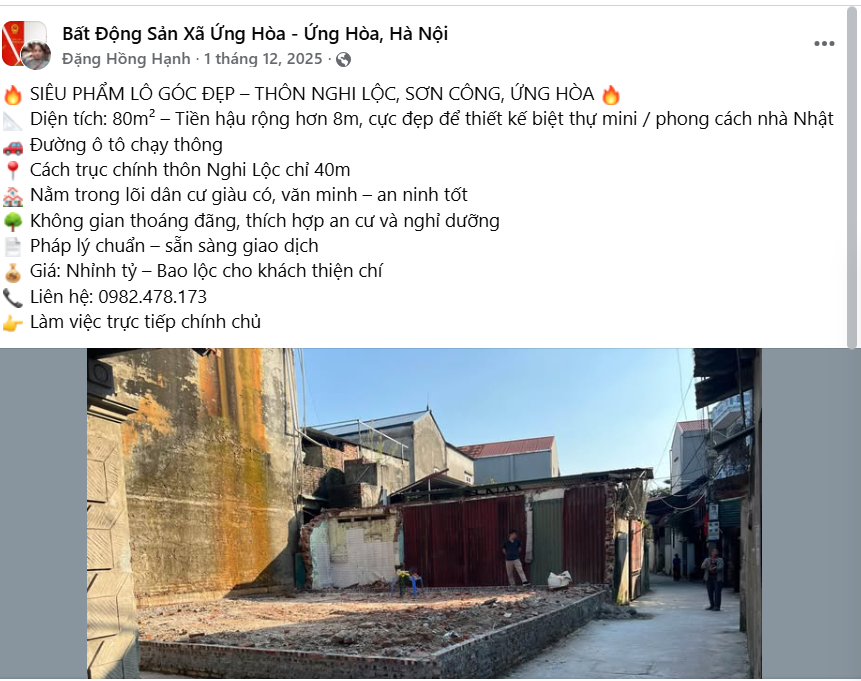 Bất Động Sản Xã Ứng Hòa - Ứng Hòa, Hà Nội
Đặng Hồng Hạnh · 1 tháng 12, 2025 ·
🔥 SIÊU PHẨM LÔ GÓC ĐẸP – THÔN NGHI LỘC, SƠN CÔNG, ỨNG HÒA 🔥
📐 Diện tích: 80m² – Tiền hậu rộng hơn 8m, cực đẹp để thiết kế biệt thự mini / phong cách nhà Nhật
🚗 Đường ô tô chạy thông
📍 Cách trục chính thôn Nghi Lộc chỉ 40m
🏘️ Nằm trong lõi dân cư giàu có, văn minh – an ninh tốt
🌳 Không gian thoáng đãng, thích hợp an cư và nghỉ dưỡng
📄 Pháp lý chuẩn – sẵn sàng giao dịch
💰 Giá: Nhỉnh tỷ – Bao lộc cho khách thiện chí
📞 Liên hệ: 0982.478.173
👉 Làm việc trực tiếp chính chủ